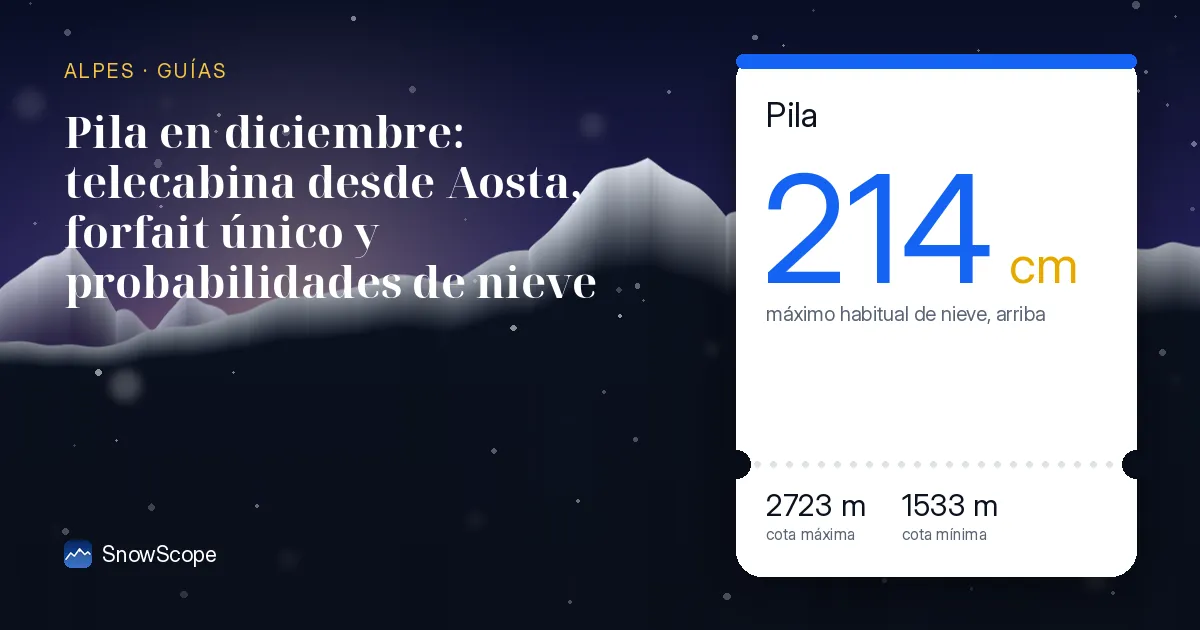 ALPES · GUÍAS
Pila en diciembre:
telecabina desde Aosta,
forfait único y
probabilidades de nieve
SnowScope
Pila
214 cm
máximo habitual de nieve, arriba
2723 m 1533 m
cota máxima cota mínima